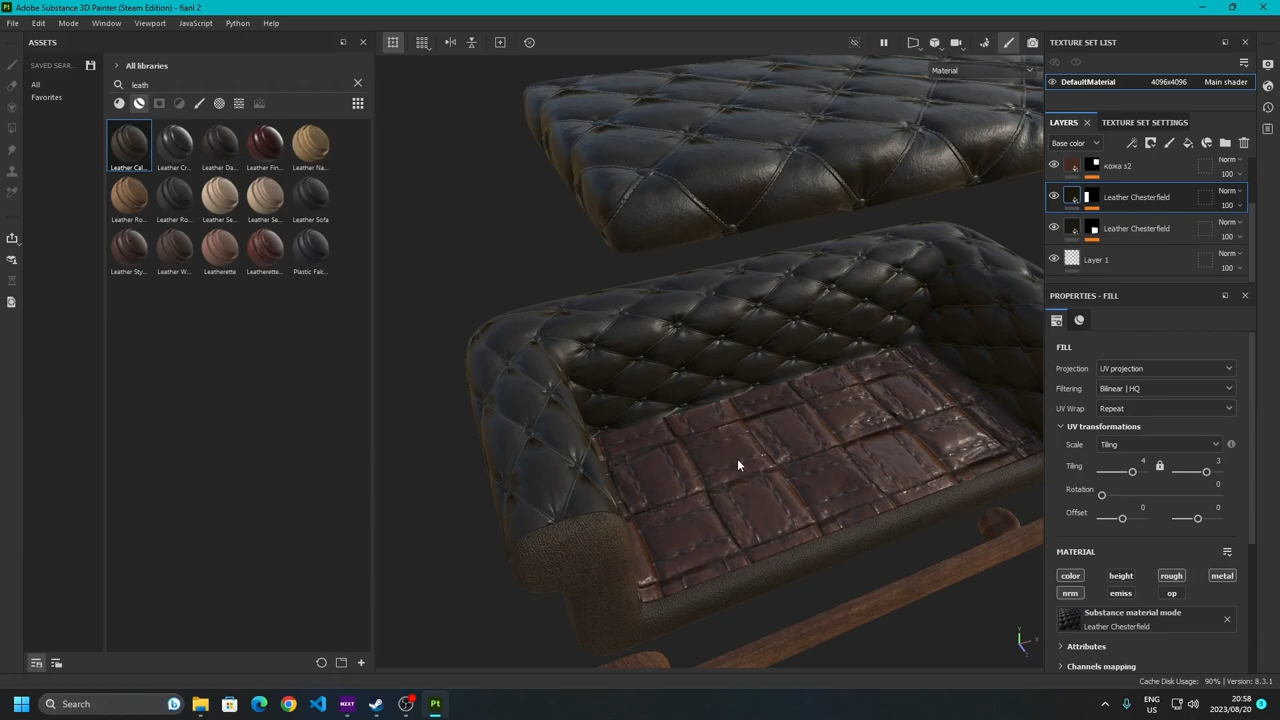 Adobe Substance 3D Painter (Steam Edition) - fianl 2
File Edit Mode Window Viewport JavaScript Python Help
ASSETS
SAVED SEAR...
All libraries
All
leath
Favorites
Leather Cal... Leather Cr... Leather Da... Leather Fin... Leather Na...
Leather Ro... Leather Ro... Leather Se... Leather Se... Leather Sofa
Leather Sty... Leather W... Leatherette Leatherette... Plastic Fak...
Material
TEXTURE SET LIST
DefaultMaterial 4096x4096 Main shader
LAYERS TEXTURE SET SETTINGS
Base color
кожа з2 Norm
100
Leather Chesterfield Norm
100
Leather Chesterfield Norm
100
Layer 1 Norm
100
PROPERTIES - FILL
FILL
Projection UV projection
Filtering Bilinear | HQ
UV Wrap Repeat
UV transformations
Scale Tiling
Tiling 4 3
Rotation 0
Offset 0 0
MATERIAL
color height rough metal
nrm emiss op
Substance material mode
Leather Chesterfield
Attributes
Channels mapping
Cache Disk Usage: 90% | Version: 8.3.1
Search
NZXT
Pt
ENG
US
20:58
2023/08/20
3